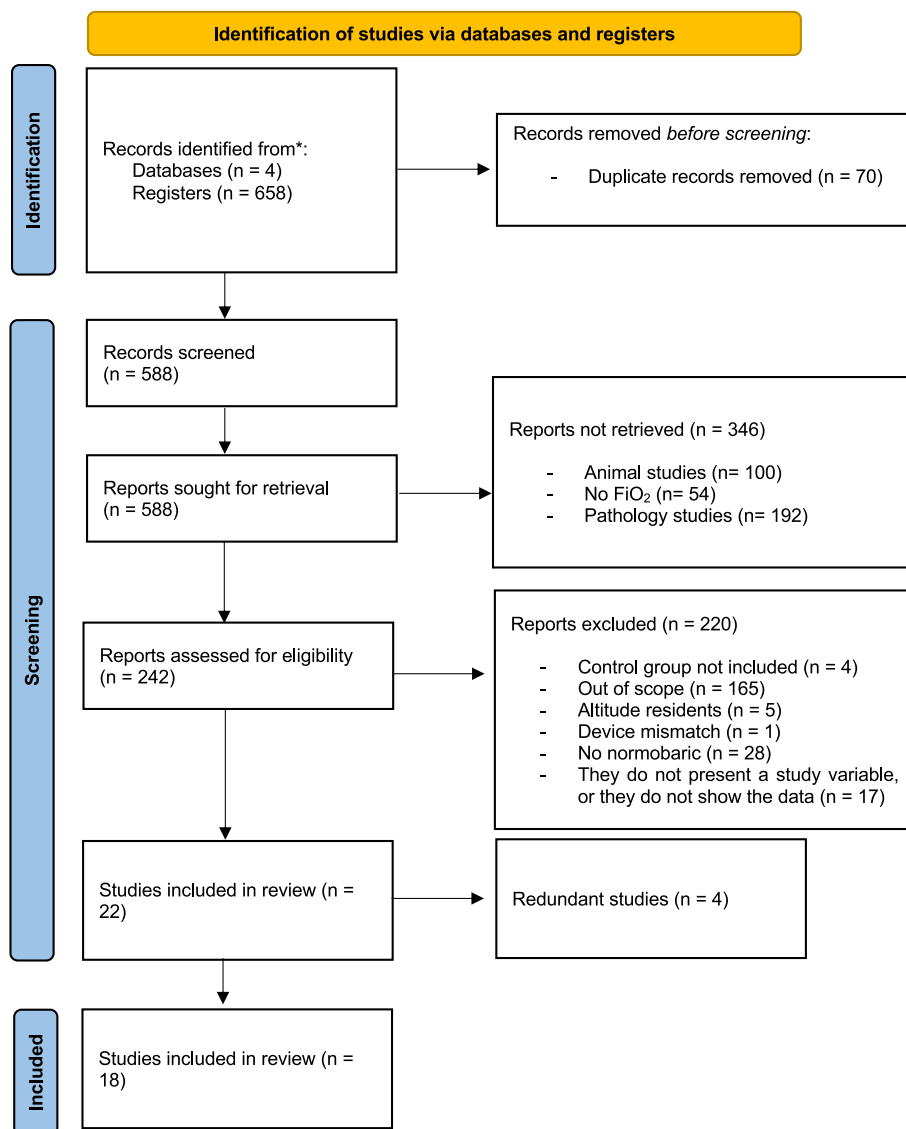 Identification of studies via databases and registers
Identification
Records identified from*:
Databases (n = 4)
Registers (n = 658)
Records removed before screening:
- Duplicate records removed (n = 70)
Screening
Records screened
(n = 588)
Reports sought for retrieval
(n = 588)
Reports not retrieved (n = 346)
- Animal studies (n= 100)
- No FiO₂ (n= 54)
- Pathology studies (n= 192)
Reports assessed for eligibility
(n = 242)
Reports excluded (n = 220)
- Control group not included (n = 4)
- Out of scope (n = 165)
- Altitude residents (n = 5)
- Device mismatch (n = 1)
- No normobaric (n = 28)
- They do not present a study variable,
or they do not show the data (n = 17)
Studies included in review (n =
22)
Redundant studies (n = 4)
Included
Studies included in review (n =
18)